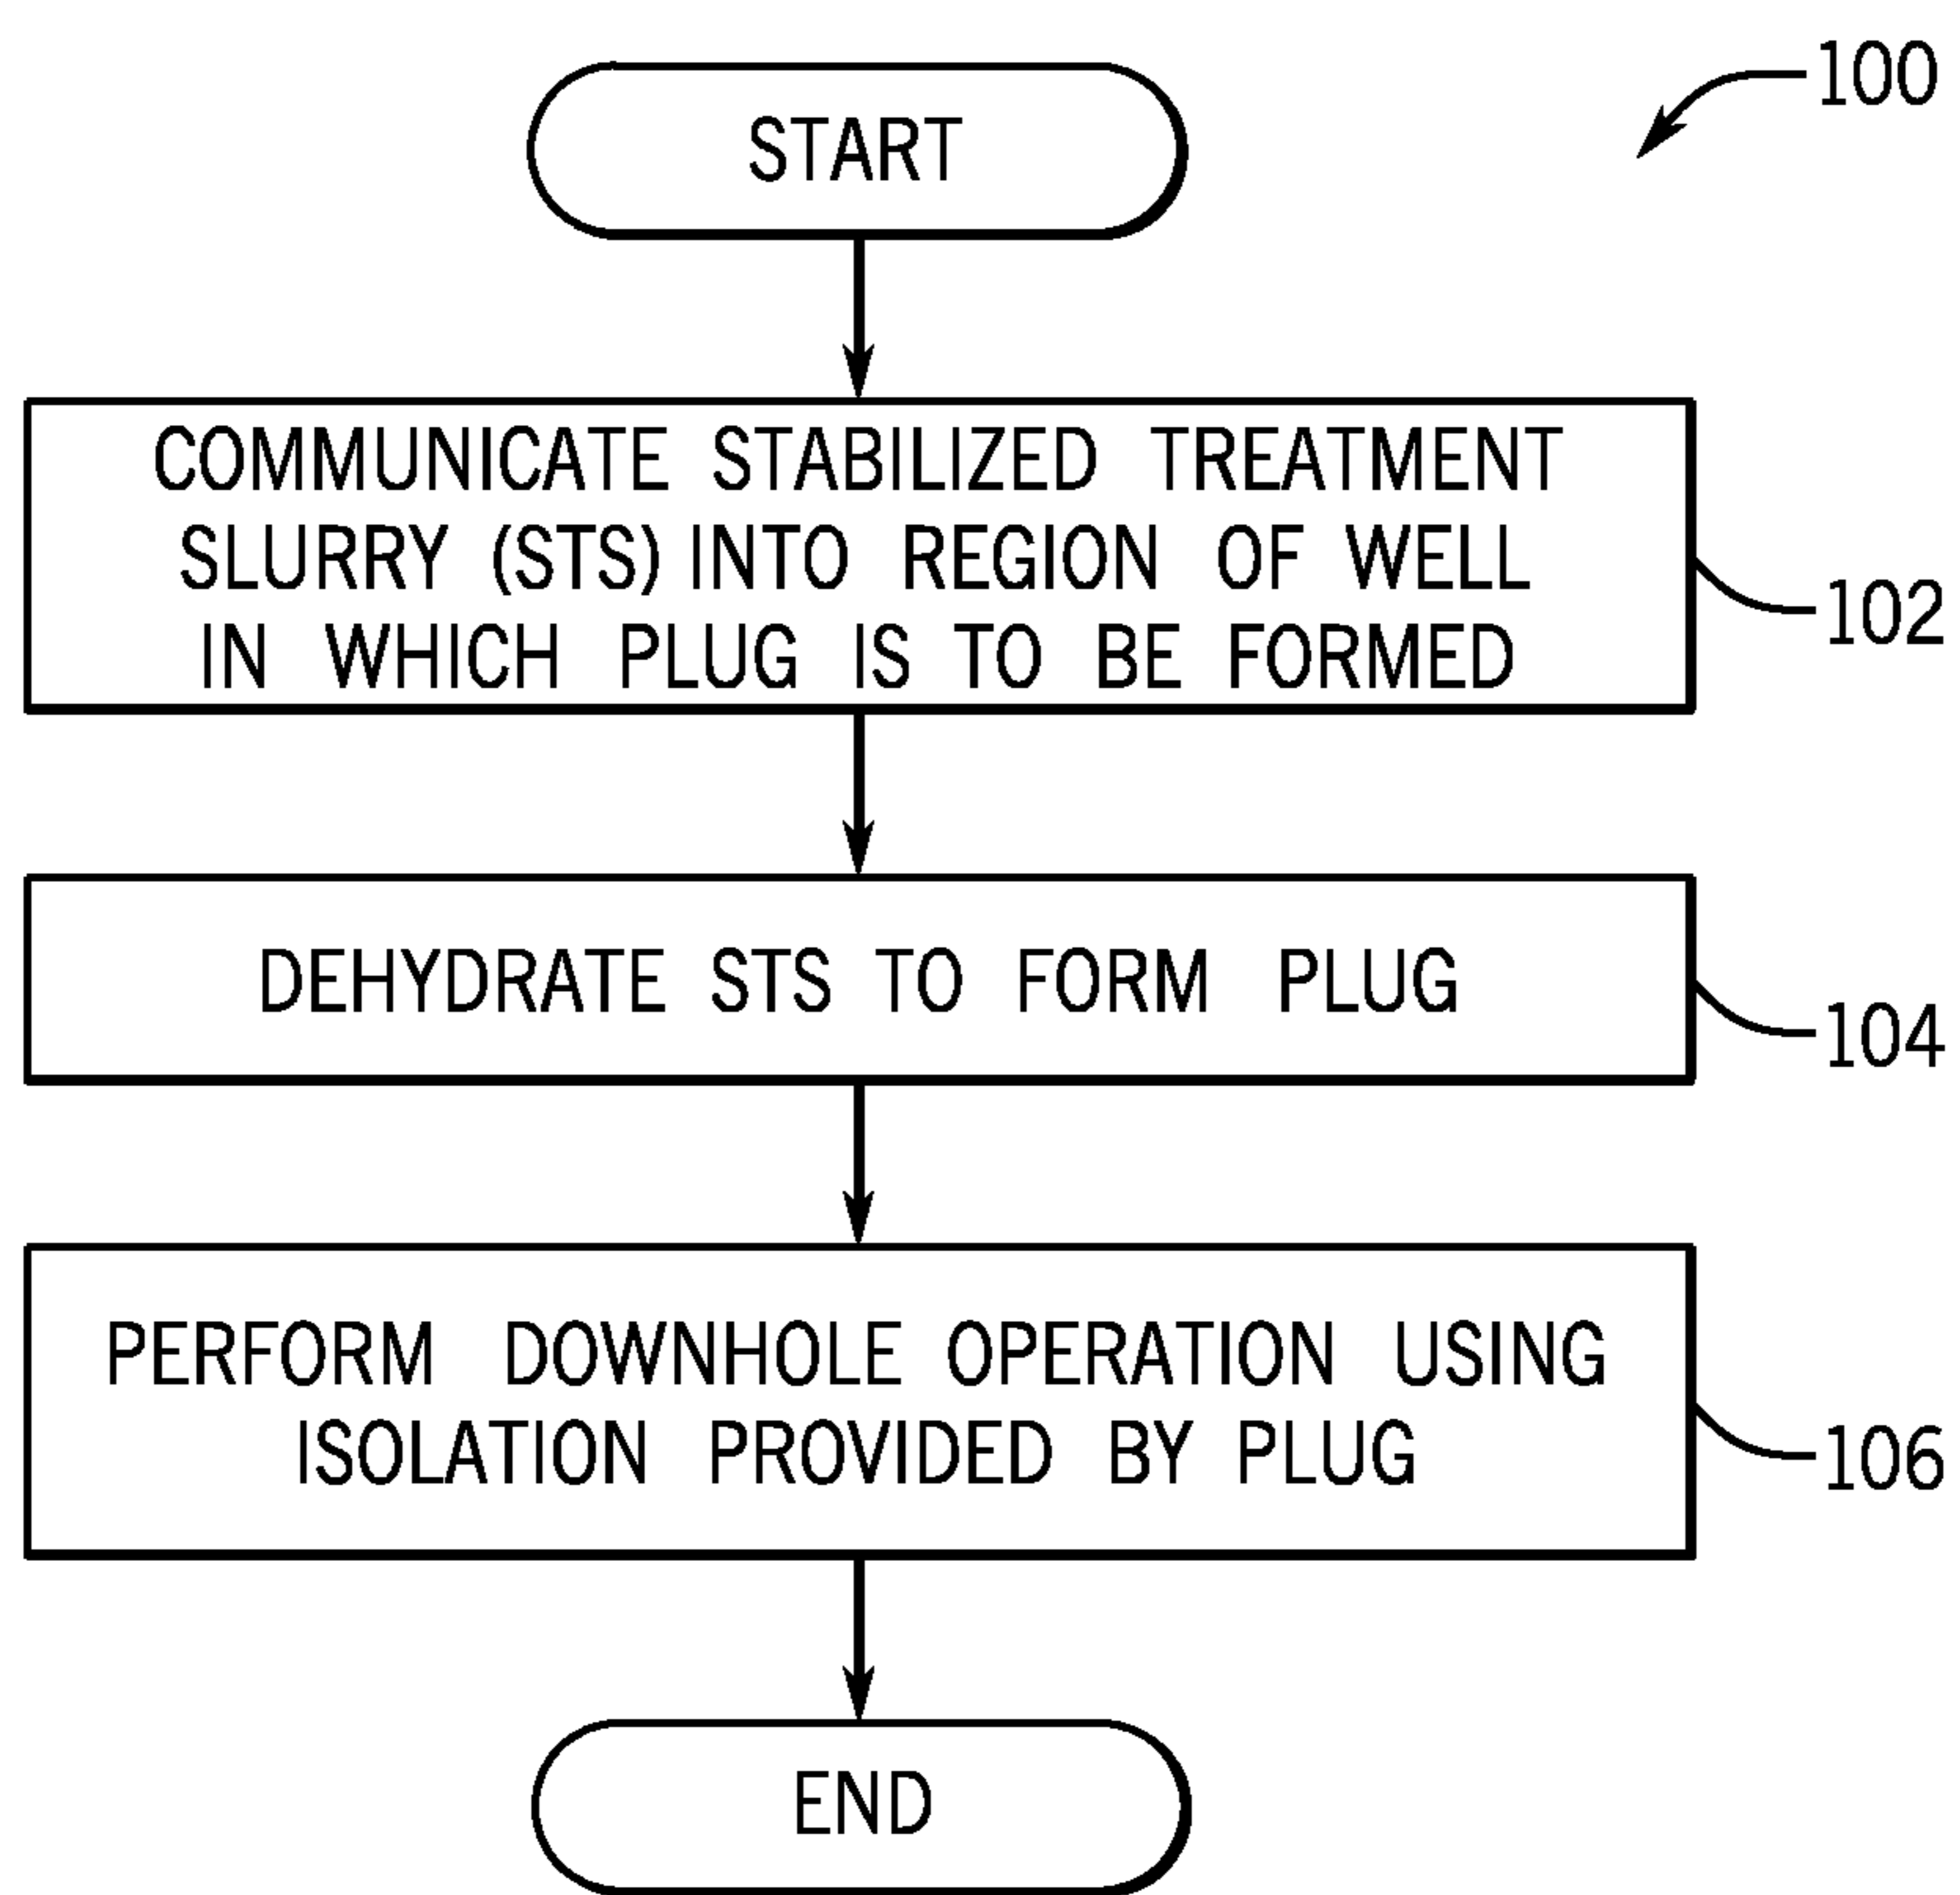 100
START
COMMUNICATE STABILIZED TREATMENT
SLURRY (STS) INTO REGION OF WELL
IN WHICH PLUG IS TO BE FORMED
102
DEHYDRATE STS TO FORM PLUG
104
PERFORM DOWNHOLE OPERATION USING
ISOLATION PROVIDED BY PLUG
106
END